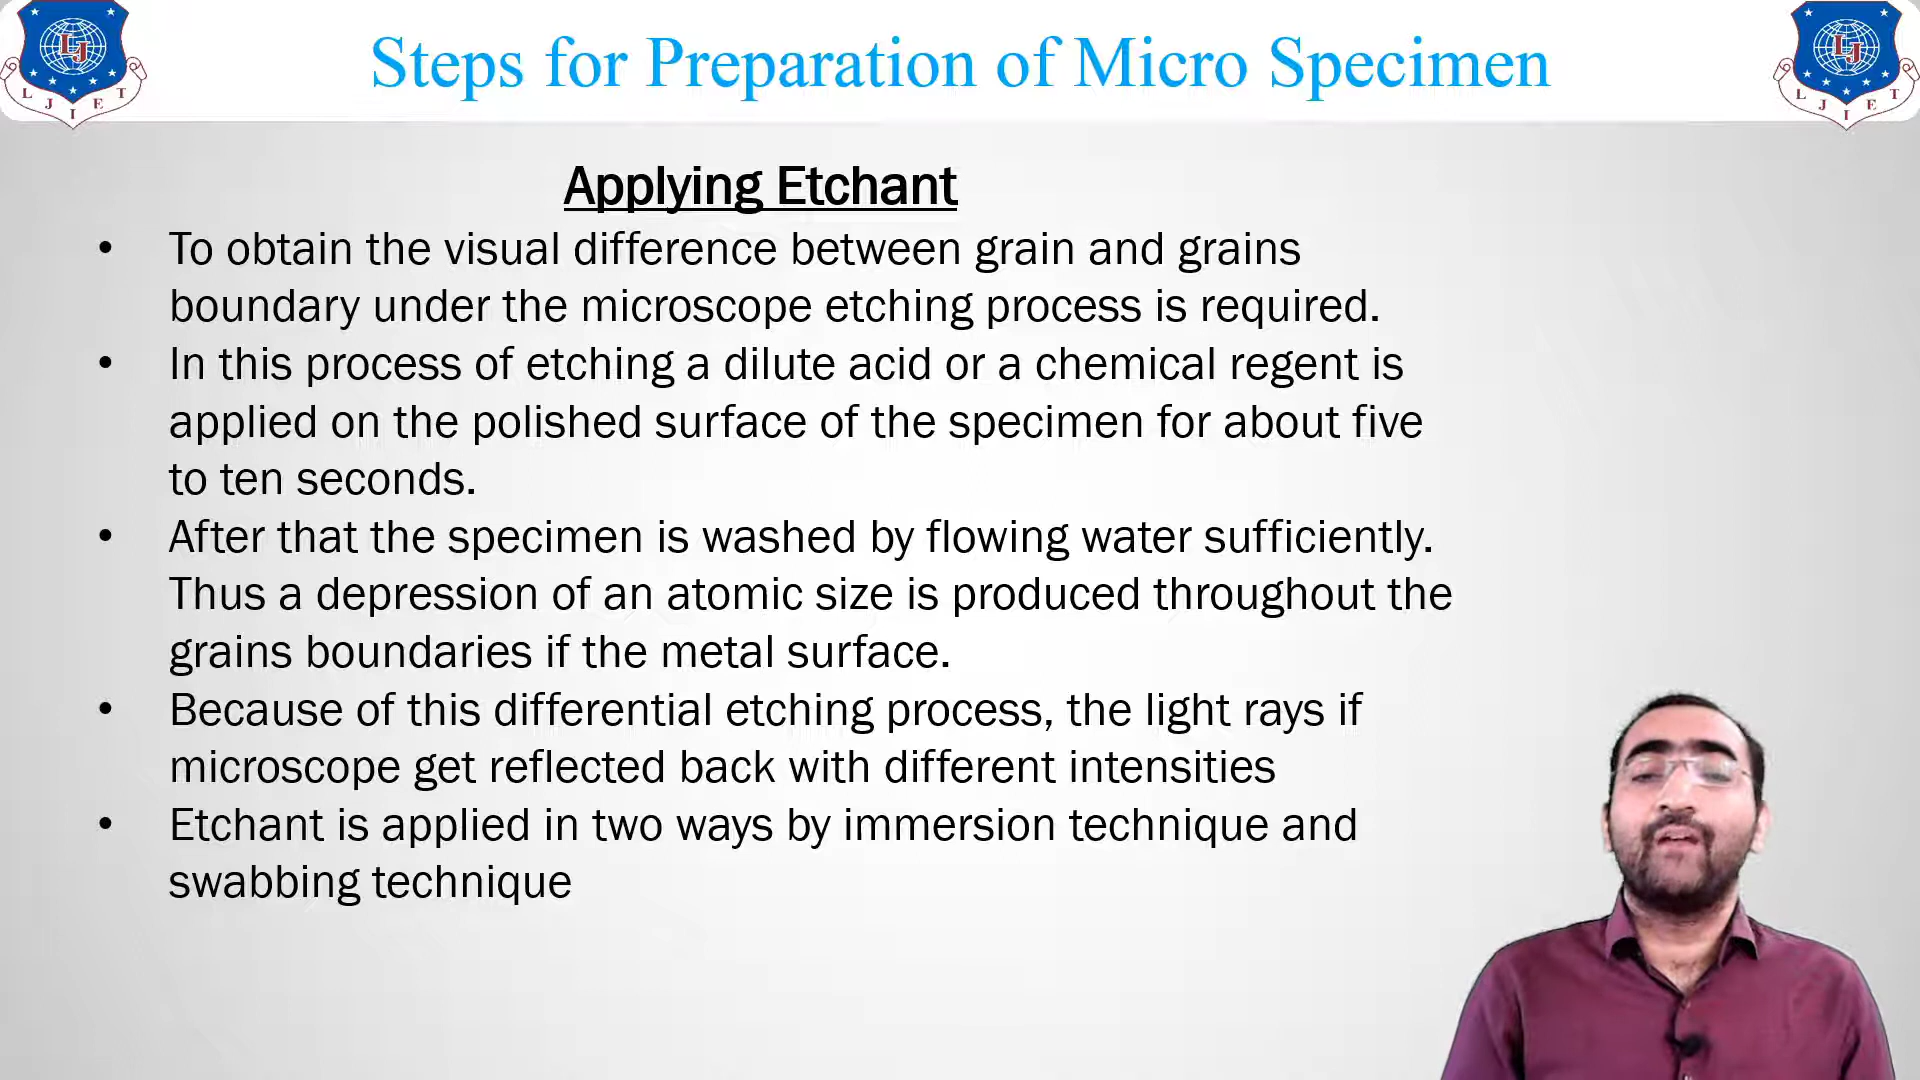 Steps for Preparation of Micro Specimen
LJ
L J I E T
LJ
L J I E T
Applying Etchant
• To obtain the visual difference between grain and grains
boundary under the microscope etching process is required.
• In this process of etching a dilute acid or a chemical regent is
applied on the polished surface of the specimen for about five
to ten seconds.
• After that the specimen is washed by flowing water sufficiently.
Thus a depression of an atomic size is produced throughout the
grains boundaries if the metal surface.
• Because of this differential etching process, the light rays if
microscope get reflected back with different intensities
• Etchant is applied in two ways by immersion technique and
swabbing technique